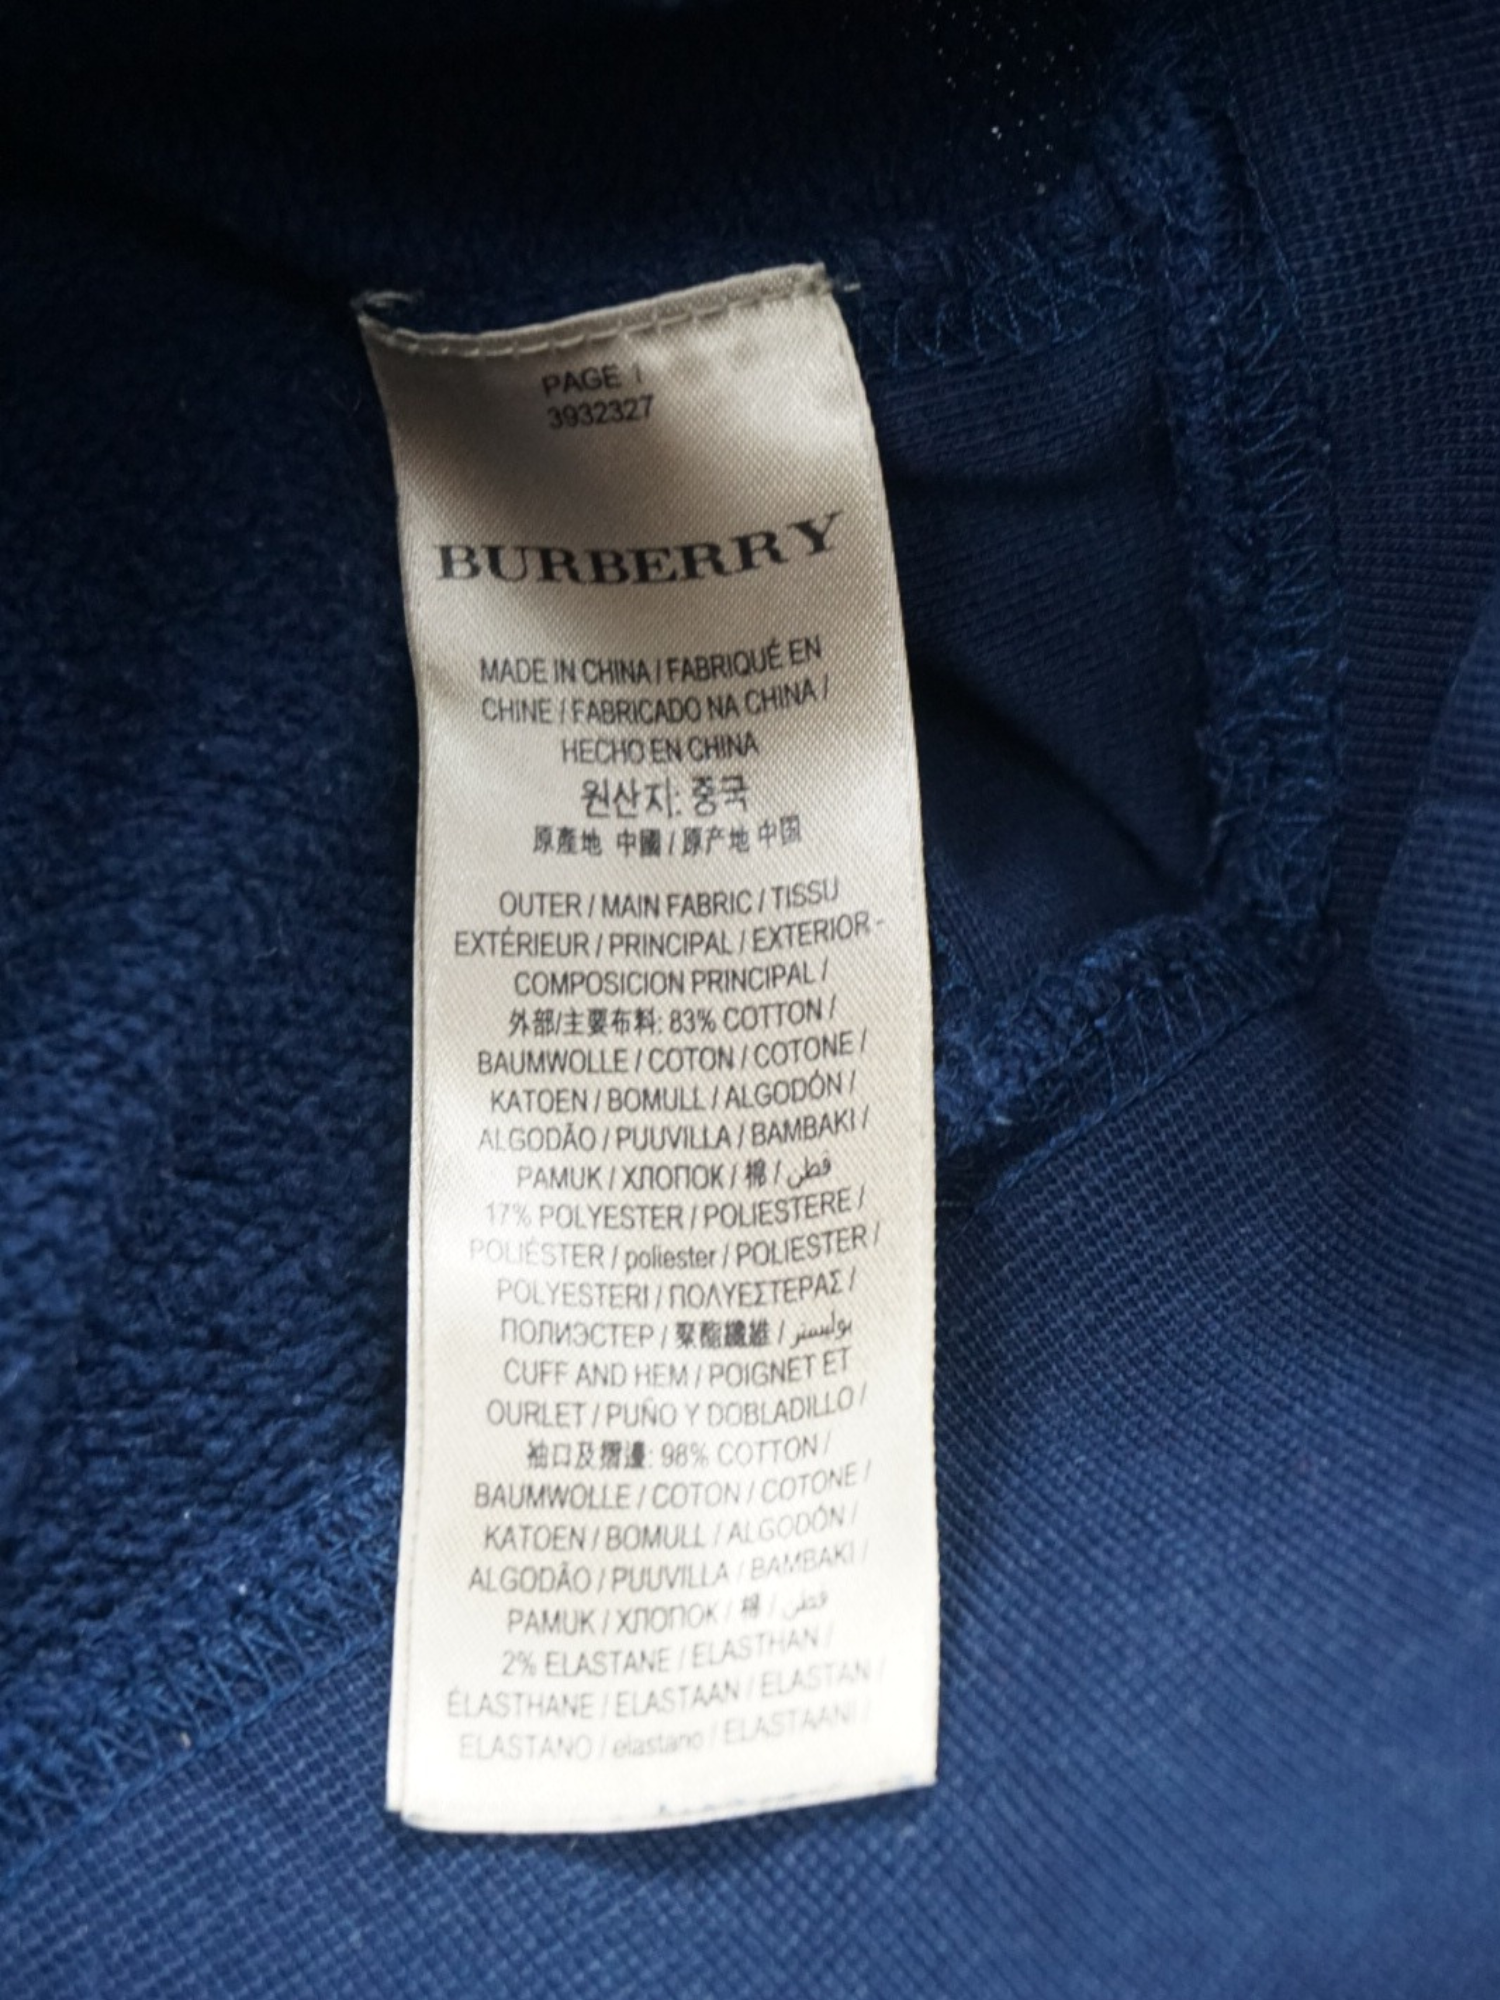 PAGE 1
3932327
BURBERRY
MADE IN CHINA / FABRIQUÉ EN
CHINE / FABRICADO NA CHINA /
HECHO EN CHINA
원산지: 중국
原產地 中國 / 原产地 中国
OUTER / MAIN FABRIC / TISSU
EXTÉRIEUR / PRINCIPAL / EXTERIOR -
COMPOSICION PRINCIPAL /
外部/主要布料: 83% COTTON /
BAUMWOLLE / COTON / COTONE /
KATOEN / BOMULL / ALGODÓN /
ALGODÃO / PUUVILLA / BAMBAKI /
PAMUK / ХЛОПОК / 棉 / قطن
17% POLYESTER / POLIESTERE /
POLIÉSTER / poliester / POLIESTER /
POLYESTERI / ΠΟΛΥΕΣΤΕΡΑΣ /
ПОЛИЭСТЕР / 聚酯纖維 / بوليستر
CUFF AND HEM / POIGNET ET
OURLET / PUÑO Y DOBLADILLO /
袖口及摺邊: 98% COTTON /
BAUMWOLLE / COTON / COTONE /
KATOEN / BOMULL / ALGODÓN /
ALGODÃO / PUUVILLA / BAMBAKI /
PAMUK / ХЛОПОК / 棉 / قطن
2% ELASTANE / ELASTHAN /
ÉLASTHANE / ELASTAAN / ELASTAN /
ELASTANO / elastano / ELASTAANI /